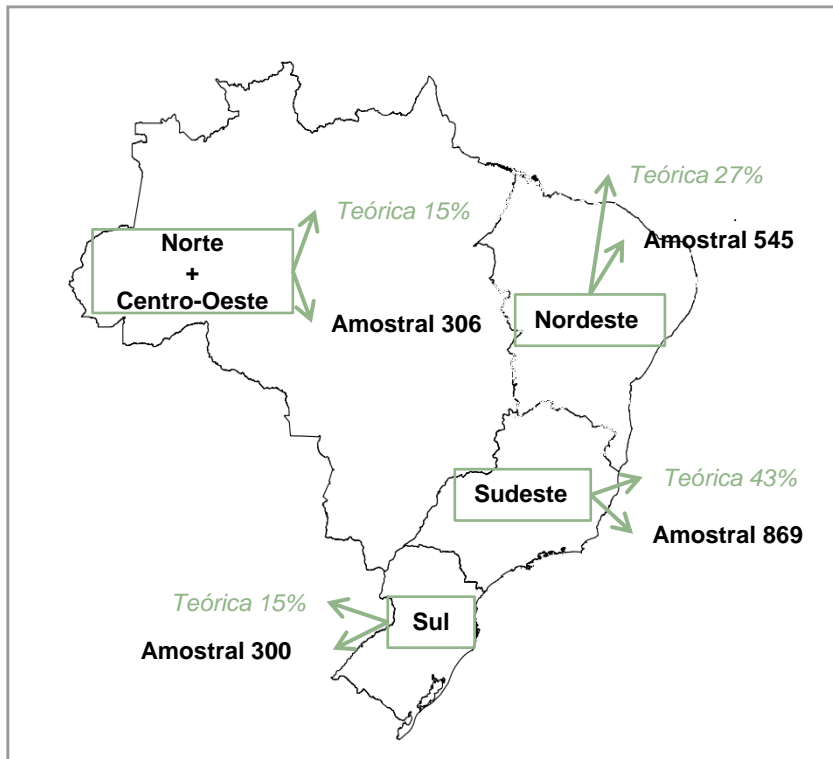 Teórica 27%
Amostral 545
Nordeste
Teórica 15%
Norte
+
Centro-Oeste
Amostral 306
Teórica 43%
Sudeste
Amostral 869
Teórica 15%
Sul
Amostral 300